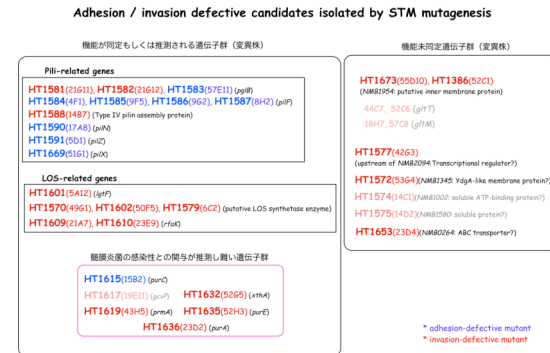 Adhesion / invasion defective candidates isolated by STM mutagenesis
機能が同定もしくは推測される遺伝子群（変異株）
Pili-related genes
HT1581(21G11), HT1582(21G12), HT1583(57E11) (pglB)
HT1584(4F1), HT1585(9F5), HT1586(9G2), HT1587(8H2) (pilF)
HT1588(14B7) (Type IV pilin assembly protein)
HT1590(17A8) (pilN)
HT1591(5D1) (pilZ)
HT1669(51G1) (pilX)
LOS-related genes
HT1601(5A12) (lgtF)
HT1570(49G1), HT1602(50F5), HT1579(6C2) (putative LOS synthetase enzyme)
HT1609(21A7), HT1610(23E9) (rfaK)
髄膜炎菌の感染性との関与が推測し難い遺伝子群
HT1615(15B2) (purC)
HT1617(19E11) (gcvP) HT1632(52G5) (xthA)
HT1619(43H5) (prmA) HT1635(52H3) (purE)
HT1636(23D2) (purA)
機能未同定遺伝子群（変異株）
HT1673(55D10), HT1386(52C1)
(NMB1954: putative inner membrane protein)
44C7, 52C6 (gltT)
18H7, 57C8 (gltM)
HT1577(42G3)
(upstream of NMB2094:Transcriptional regulator?)
HT1572(53G4)(NMB1345: YdgA-like membrane protein?)
HT1574(14C1)(NMB1002: soluble ATP-binding protein?)
HT1575(14D2)(NMB1580: soluble protein?)
HT1653(23D4)(NMB0264: ABC transporter?)
* adhesion-defective mutant
* invasion-defective mutant